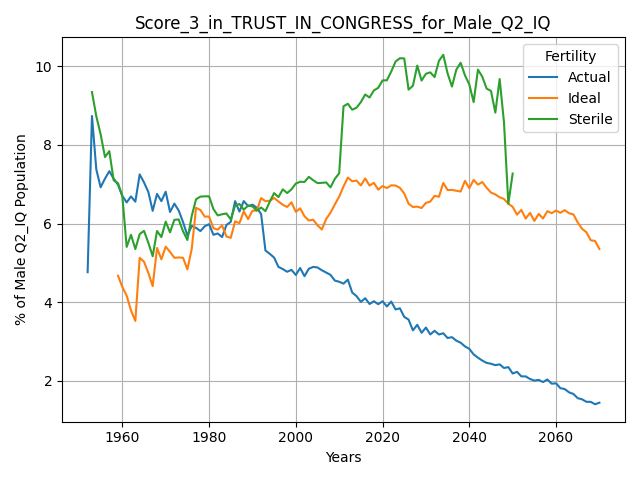 Score_3_in_TRUST_IN_CONGRESS_for_Male_Q2_IQ
Fertility
Actual
Ideal
Sterile
% of Male Q2_IQ Population
10
8
6
4
2
1960
1980
2000
2020
2040
2060
Years